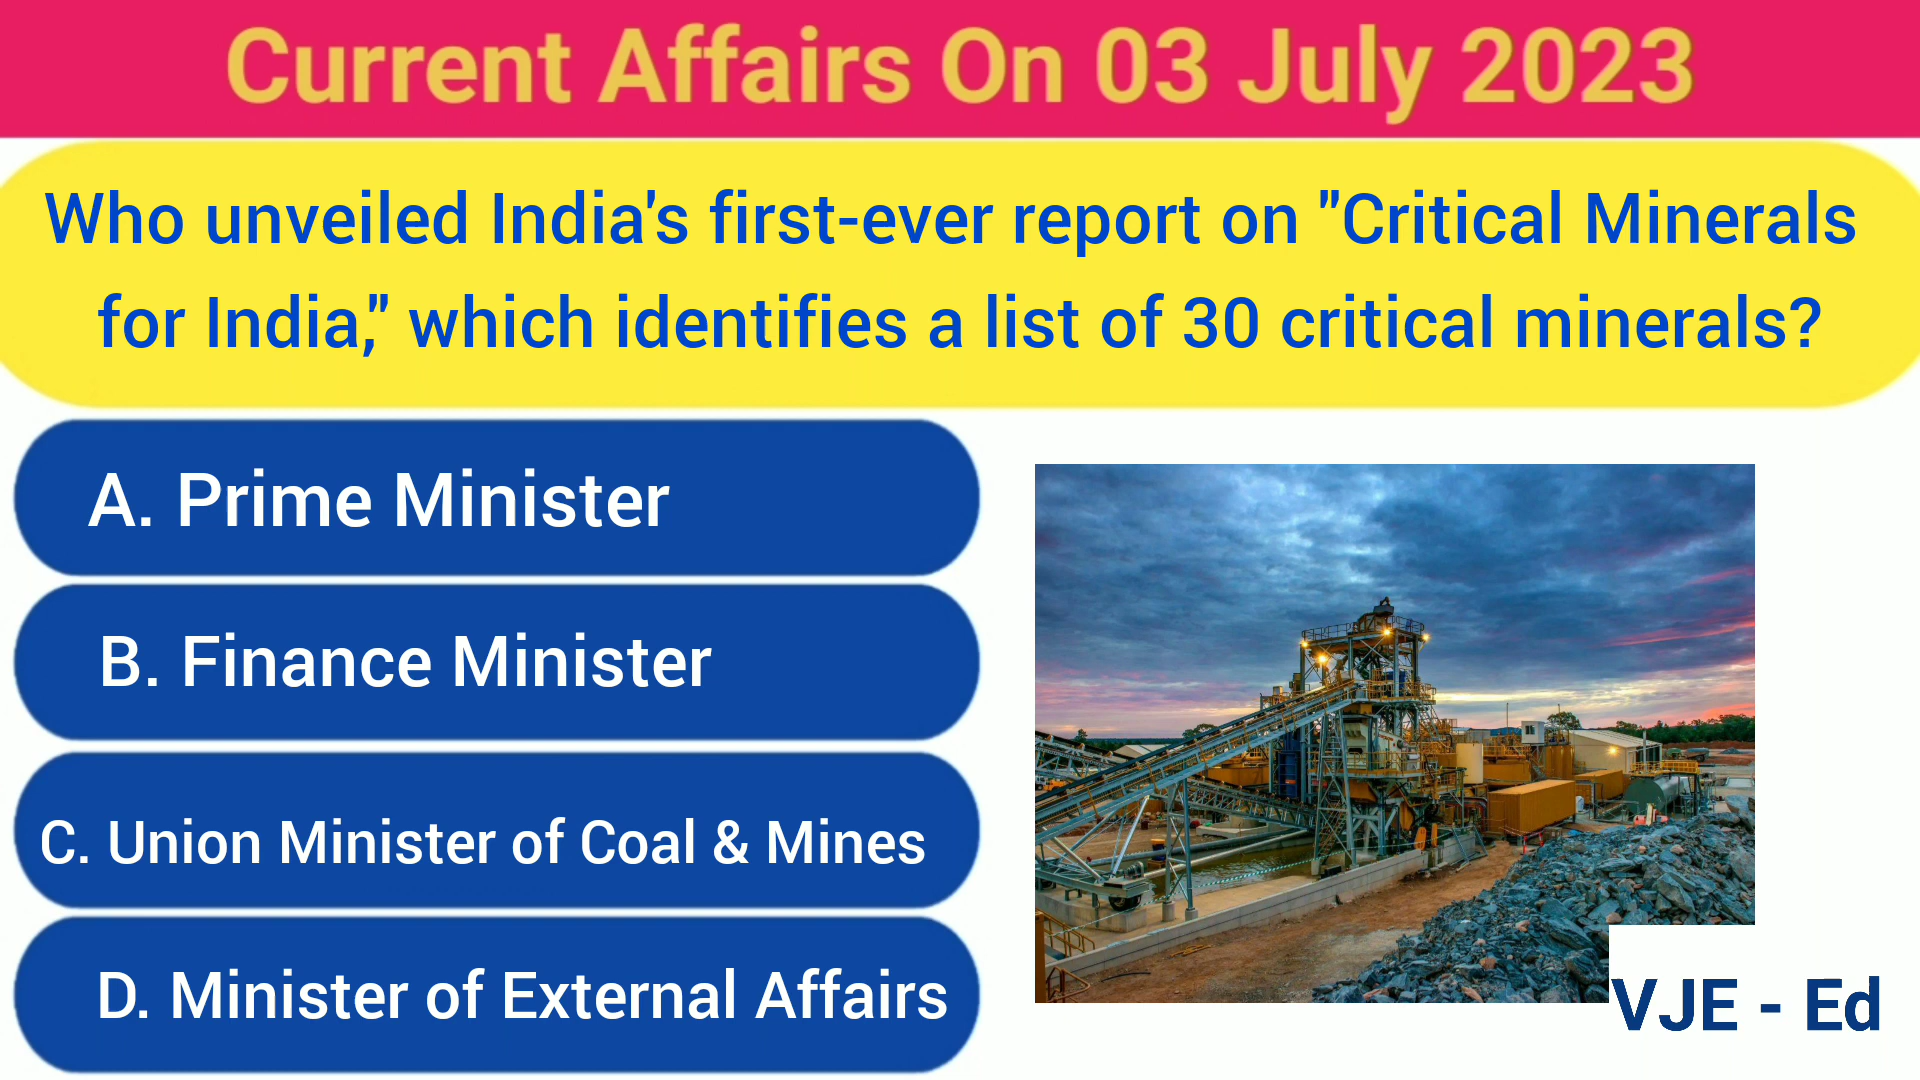 Current Affairs On 03 July 2023
Who unveiled India's first-ever report on "Critical Minerals
for India," which identifies a list of 30 critical minerals?
A. Prime Minister
B. Finance Minister
C. Union Minister of Coal & Mines
D. Minister of External Affairs
VJE - Ed